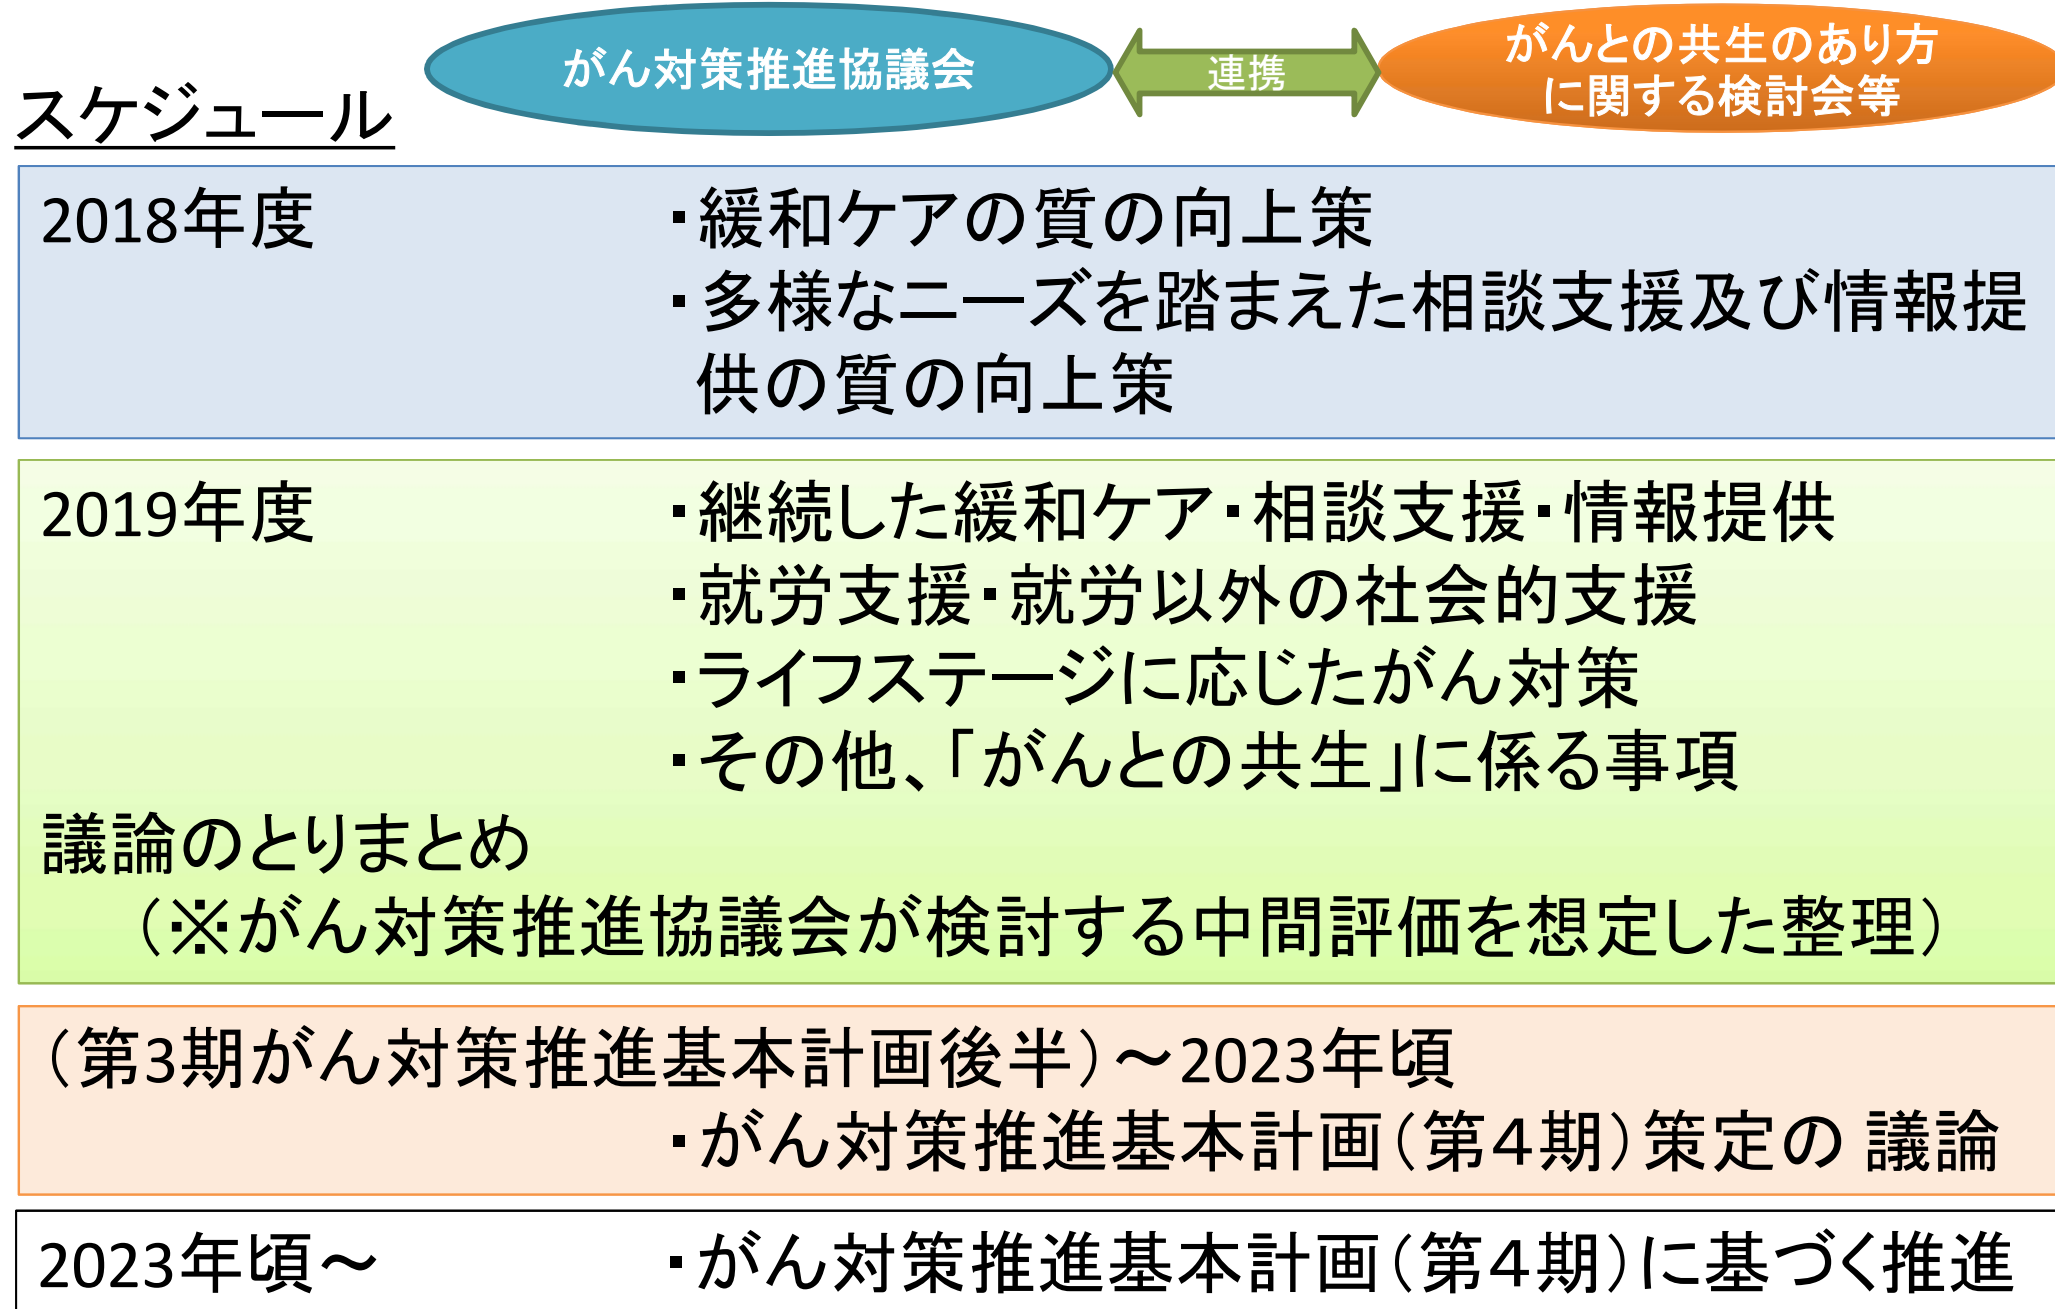 がん対策推進協議会
連携
がんとの共生のあり方
に関する検討会等
スケジュール
2018年度　・緩和ケアの質の向上策
・多様なニーズを踏まえた相談支援及び情報提
供の質の向上策
2019年度　・継続した緩和ケア・相談支援・情報提供
・就労支援・就労以外の社会的支援
・ライフステージに応じたがん対策
・その他、「がんとの共生」に係る事項
議論のとりまとめ
（※がん対策推進協議会が検討する中間評価を想定した整理）
（第3期がん対策推進基本計画後半）～2023年頃
・がん対策推進基本計画（第４期）策定の 議論
2023年頃～　・がん対策推進基本計画（第４期）に基づく推進